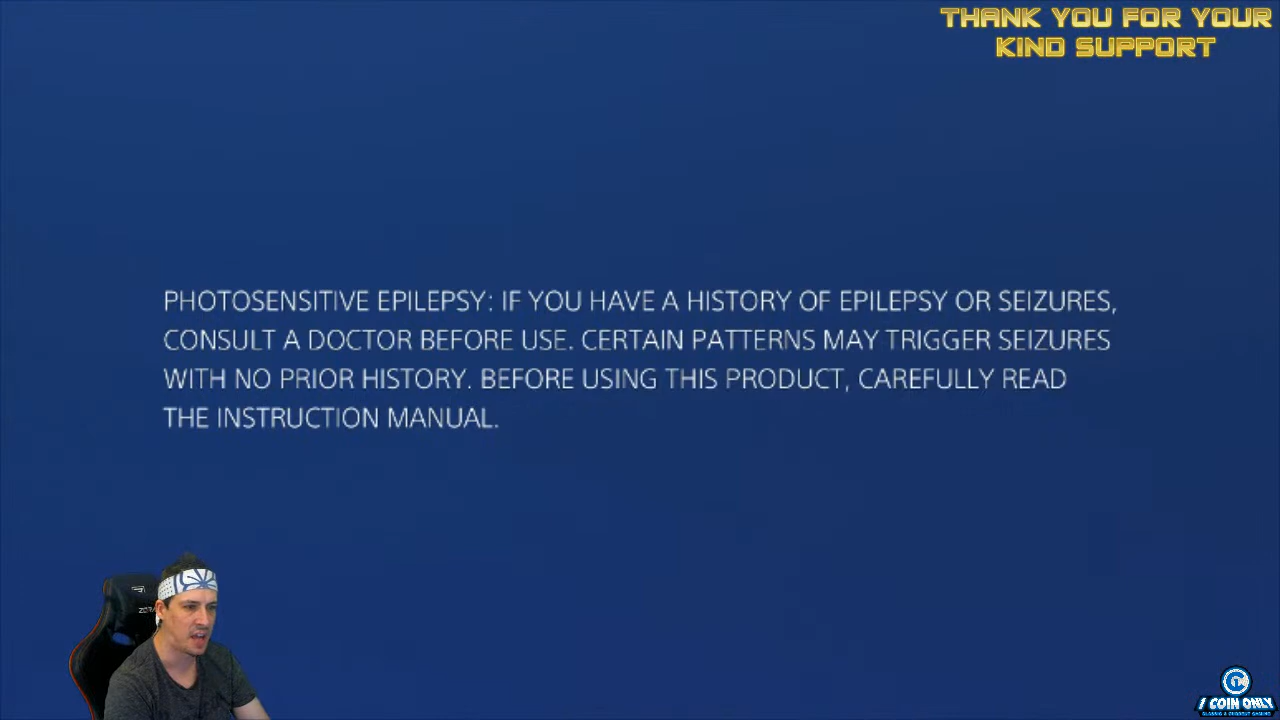 THANK YOU FOR YOUR
KIND SUPPORT
PHOTOSENSITIVE EPILEPSY: IF YOU HAVE A HISTORY OF EPILEPSY OR SEIZURES,
CONSULT A DOCTOR BEFORE USE. CERTAIN PATTERNS MAY TRIGGER SEIZURES
WITH NO PRIOR HISTORY. BEFORE USING THIS PRODUCT, CAREFULLY READ
THE INSTRUCTION MANUAL.
1 COIN ONLY